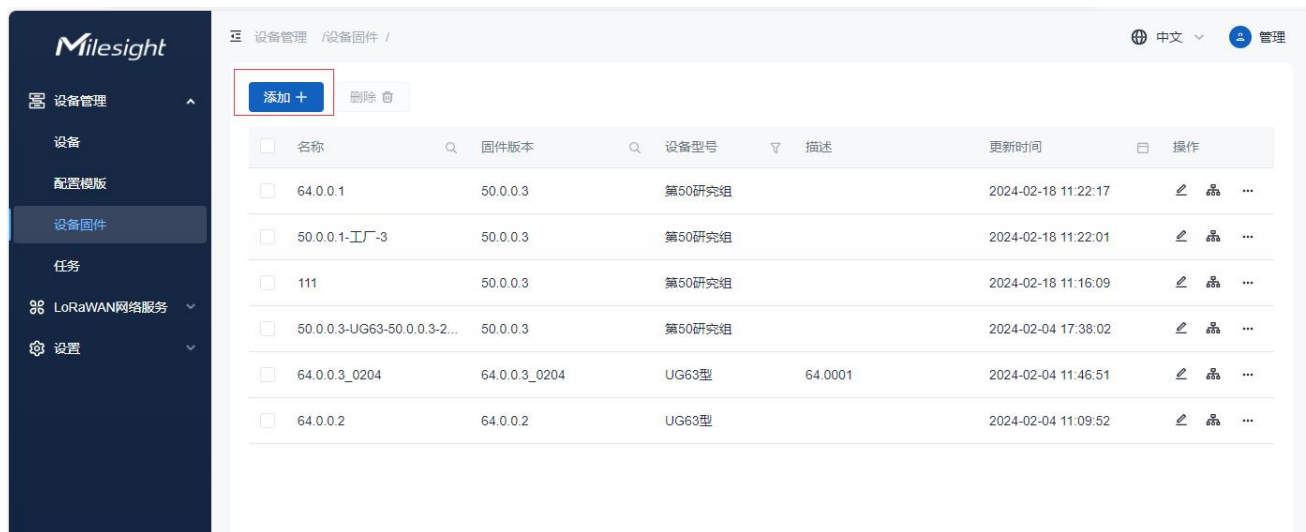 Milesight
设备管理 /设备固件 /
中文
管理
设备管理
设备
配置模版
设备固件
任务
LoRaWAN网络服务
设置
添加 +
删除
名称 固件版本 设备型号 描述 更新时间 操作
64.0.0.1 50.0.0.3 第50研究组 2024-02-18 11:22:17
50.0.0.1-工厂-3 50.0.0.3 第50研究组 2024-02-18 11:22:01
111 50.0.0.3 第50研究组 2024-02-18 11:16:09
50.0.0.3-UG63-50.0.0.3-2... 50.0.0.3 第50研究组 2024-02-04 17:38:02
64.0.0.3_0204 64.0.0.3_0204 UG63型 64.0001 2024-02-04 11:46:51
64.0.0.2 64.0.0.2 UG63型 2024-02-04 11:09:52